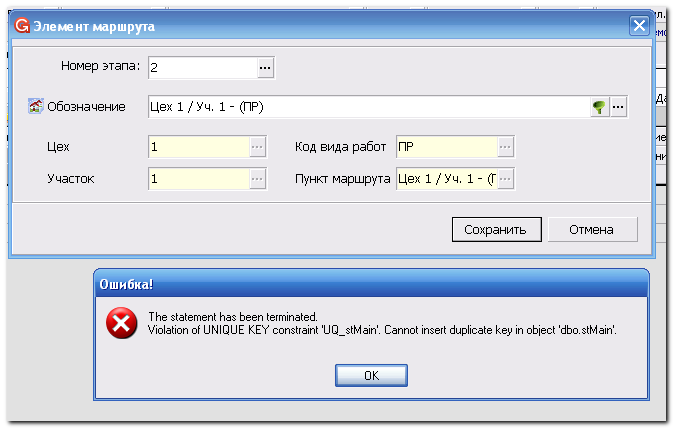 Элемент маршрута
Номер этапа: 2 ...
Обозначение Цех 1 / Уч. 1 - (ПР) ...
Цех 1 ... Код вида работ ПР ...
Участок 1 ... Пункт маршрута Цех 1 / Уч. 1 - (Г ...
Сохранить Отмена
Ошибка!
The statement has been terminated.
Violation of UNIQUE KEY constraint 'UQ_stMain'. Cannot insert duplicate key in object 'dbo.stMain'.
OK